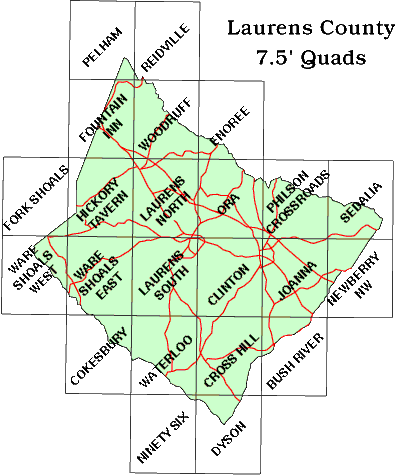 Laurens County
7.5' Quads
PELHAM
REIDVILLE
FOUNTAIN
INN
WOODRUFF
ENOREE
FORK SHOALS
HICKORY
TAVERN
LAURENS
NORTH
ORA
PHILSON
CROSSROADS
SEDALIA
WARE
SHOALS
WEST
WARE
SHOALS
EAST
LAURENS
SOUTH
CLINTON
JOANNA
NEWBERRY
NW
COKESBURY
WATERLOO
CROSS HILL
BUSH RIVER
NINETY SIX
DYSON